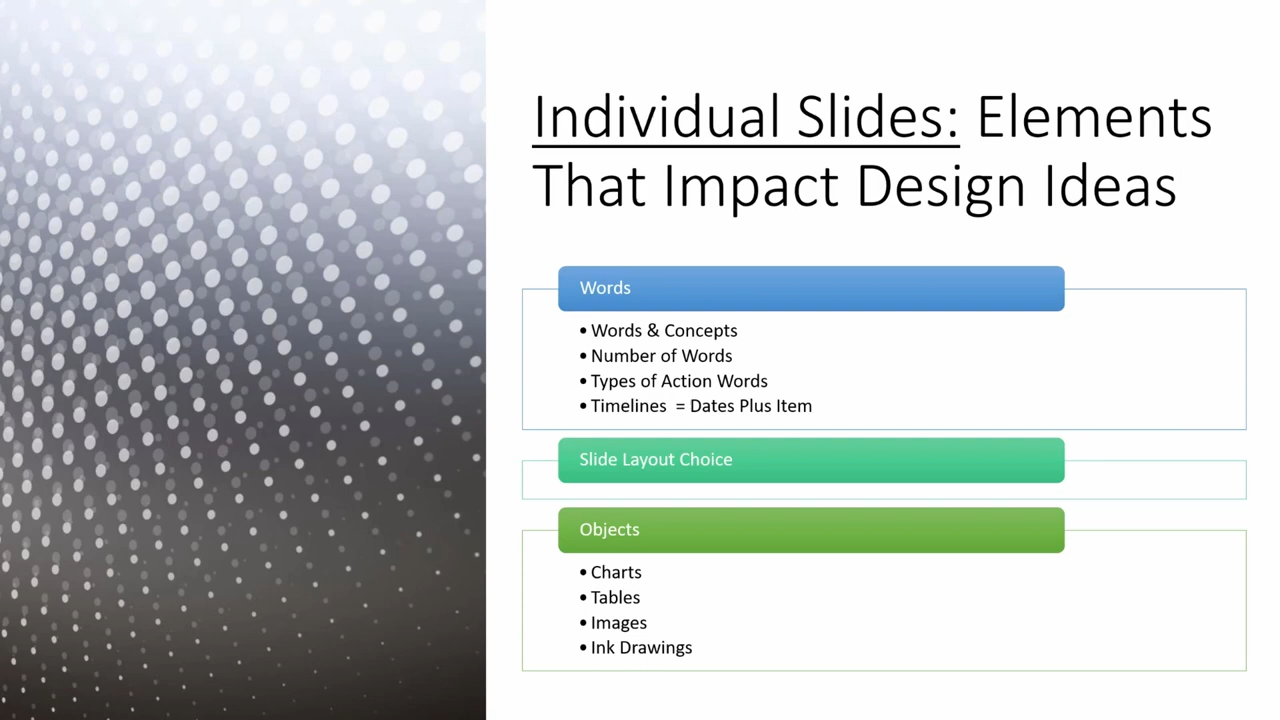 Individual Slides: Elements
That Impact Design Ideas
Words
• Words & Concepts
• Number of Words
• Types of Action Words
• Timelines  = Dates Plus Item
Slide Layout Choice
Objects
• Charts
• Tables
• Images
• Ink Drawings